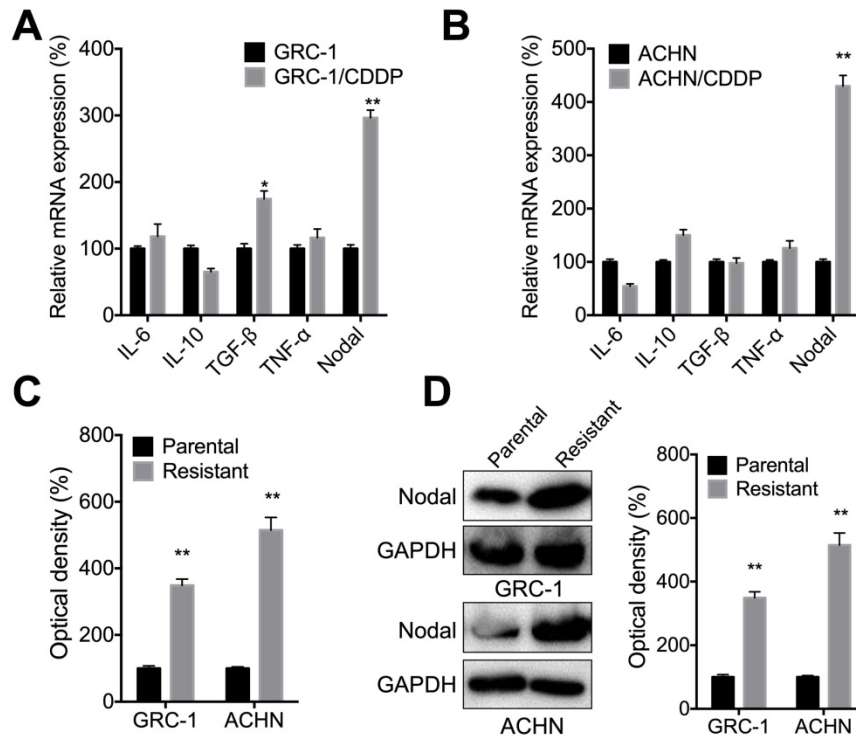 A
Relative mRNA expression (%)
400
300
200
100
0
GRC-1
GRC-1/CDDP
*
**
IL-6
IL-10
TGF-β
TNF-α
Nodal
B
Relative mRNA expression (%)
500
400
300
200
100
0
ACHN
ACHN/CDDP
**
IL-6
IL-10
TGF-β
TNF-α
Nodal
C
Optical density (%)
800
600
400
200
0
Parental
Resistant
**
**
GRC-1
ACHN
D
Parental
Resistant
Nodal
GAPDH
GRC-1
Nodal
GAPDH
ACHN
Optical density (%)
800
600
400
200
0
Parental
Resistant
**
**
GRC-1
ACHN